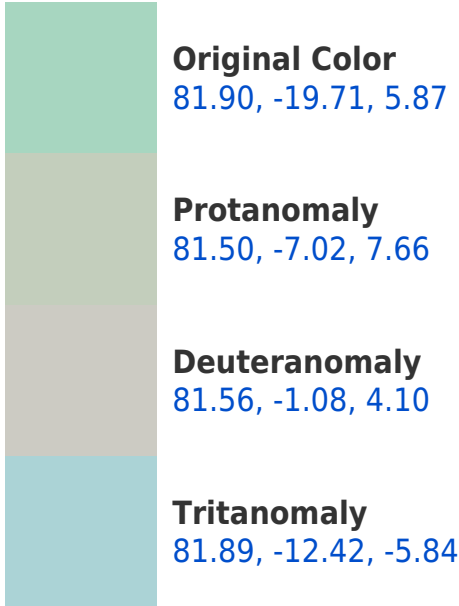 Original Color
81.90, -19.71, 5.87
Protanomaly
81.50, -7.02, 7.66
Deuteranomaly
81.56, -1.08, 4.10
Tritanomaly
81.89, -12.42, -5.84